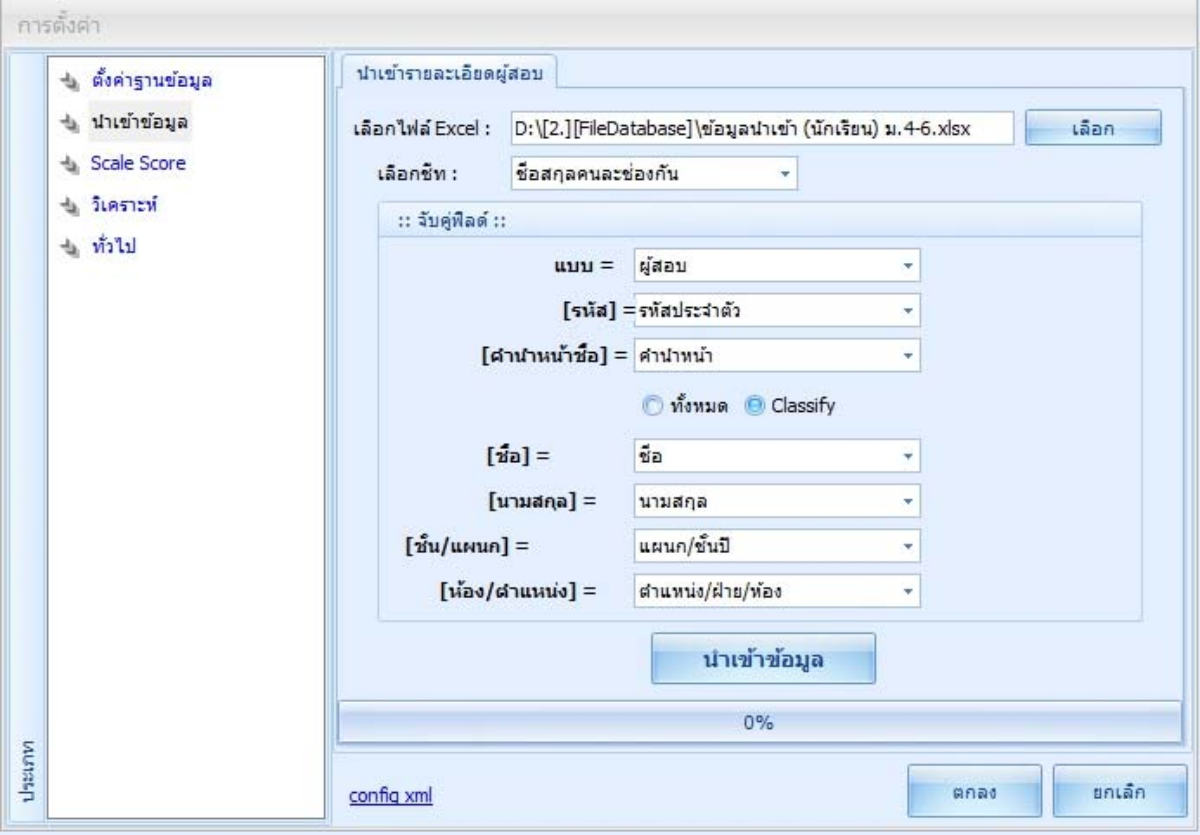 การตั้งค่า
ประเภท
ตั้งค่าฐานข้อมูล
นำเข้าข้อมูล
Scale Score
วิเคราะห์
ทั่วไป
นำเข้ารายละเอียดผู้สอบ
เลือกไฟล์ Excel : D:\[2.][FileDatabase]\ข้อมูลนำเข้า (นักเรียน) ม.4-6.xlsx เลือก
เลือกชีท : ชื่อสกุลคนละช่องกัน
:: จับคู่ฟิลด์ ::
แบบ = ผู้สอบ
[รหัส] = รหัสประจำตัว
[คำนำหน้าชื่อ] = คำนำหน้า
ทั้งหมด Classify
[ชื่อ] = ชื่อ
[นามสกุล] = นามสกุล
[ชั้น/แผนก] = แผนก/ชั้นปี
[ห้อง/ตำแหน่ง] = ตำแหน่ง/ฝ่าย/ห้อง
นำเข้าข้อมูล
0%
config xml ตกลง ยกเลิก